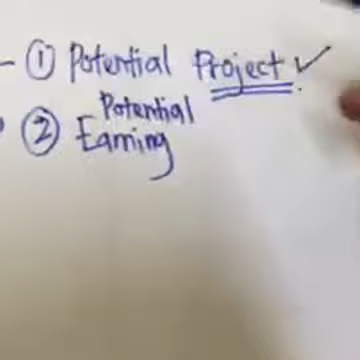 - ① Potential Project ✓
② Potential
Earning